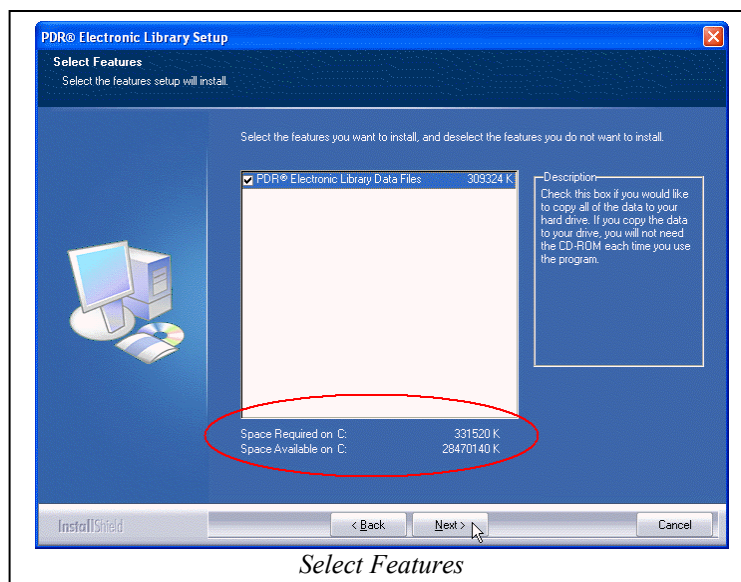 PDR® Electronic Library Setup
Select Features
Select the features setup will install.
Select the features you want to install, and deselect the features you do not want to install.
PDR® Electronic Library Data Files 309324 K
Description
Check this box if you would like
to copy all of the data to your
hard drive. If you copy the data
to your drive, you will not need
the CD-ROM each time you use
the program.
Space Required on C: 331520 K
Space Available on C: 28470140 K
InstallShield
< Back
Next >
Cancel
Select Features